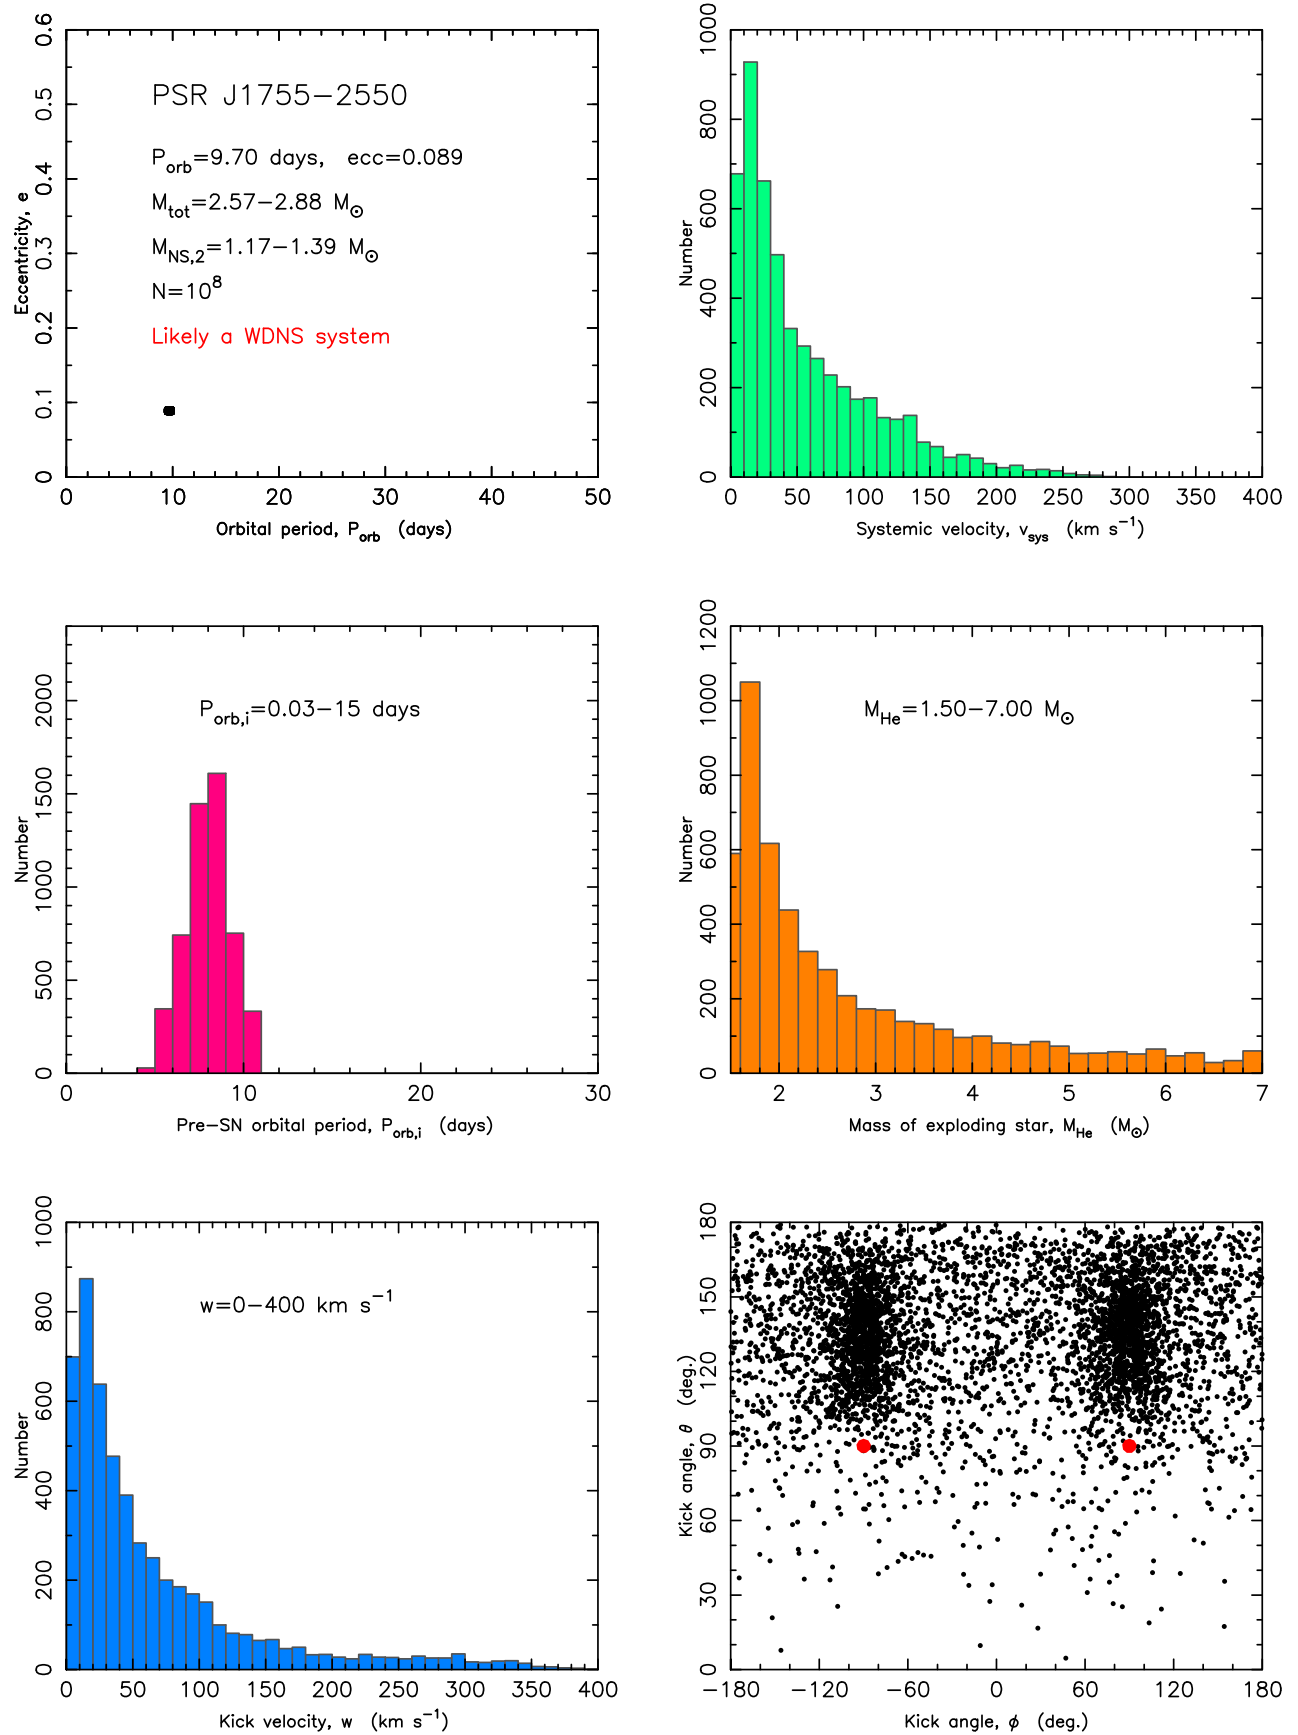 PSR J1755−2550
P_orb=9.70 days, ecc=0.089
M_tot=2.57−2.88 M_⊙
M_NS,2=1.17−1.39 M_⊙
N=10^8
Likely a WDNS system
Eccentricity, e
0 0.1 0.2 0.3 0.4 0.5 0.6
0 10 20 30 40 50
Orbital period, P_orb (days)
Number
0 200 400 600 800 1000
0 50 100 150 200 250 300 350 400
Systemic velocity, v_sys (km s^−1)
P_orb,i=0.03−15 days
Number
0 500 1000 1500 2000
0 10 20 30
Pre−SN orbital period, P_orb,i (days)
M_He=1.50−7.00 M_⊙
Number
0 200 400 600 800 1000 1200
2 3 4 5 6 7
Mass of exploding star, M_He (M_⊙)
w=0−400 km s^−1
Number
0 200 400 600 800 1000
0 50 100 150 200 250 300 350 400
Kick velocity, w (km s^−1)
Kick angle, θ (deg.)
0 30 60 90 120 150 180
−180 −120 −60 0 60 120 180
Kick angle, ϕ (deg.)